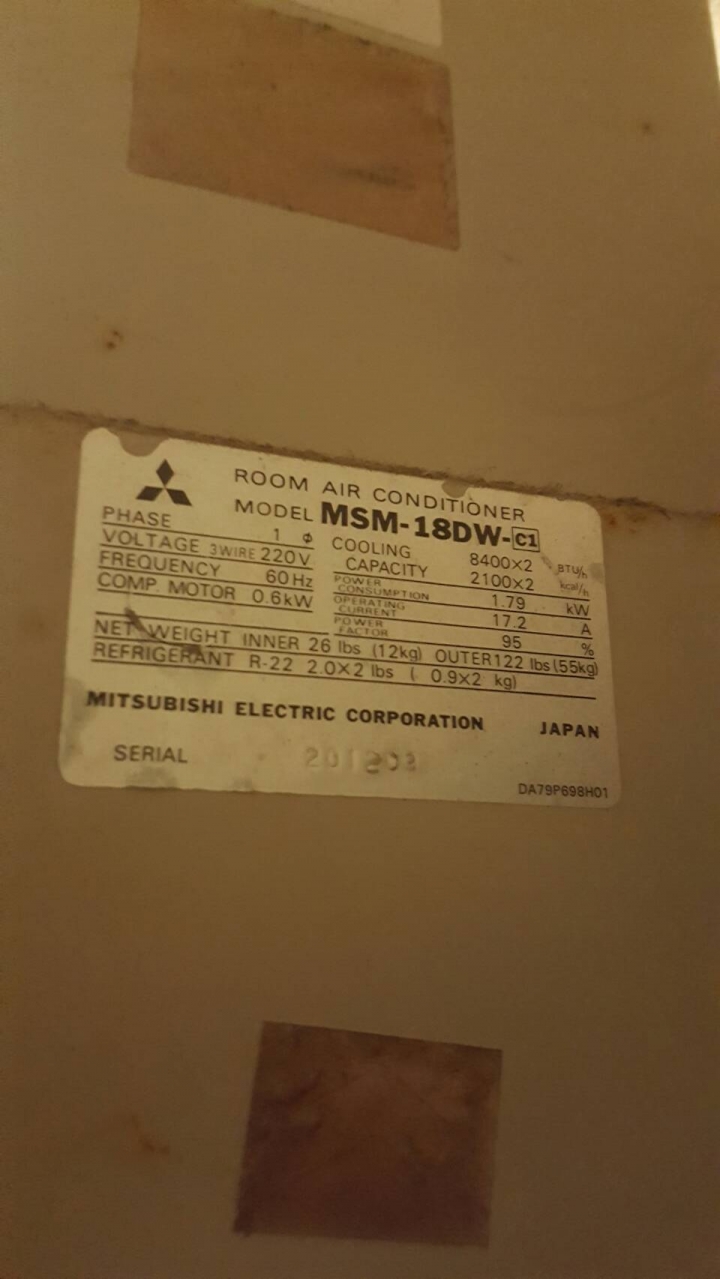 ROOM AIR CONDITIONER
MODEL MSM-18DW-C1
PHASE 1 ϕ
VOLTAGE 3WIRE 220V
FREQUENCY 60Hz
COMP. MOTOR 0.6kW
COOLING CAPACITY 8400×2 BTU/h
2100×2 kcal/h
POWER CONSUMPTION 1.79 kW
OPERATING CURRENT 17.2 A
POWER FACTOR 95 %
NET WEIGHT INNER 26 lbs (12kg) OUTER 122 lbs (55kg)
REFRIGERANT R-22 2.0×2 lbs ( 0.9×2 kg)
MITSUBISHI ELECTRIC CORPORATION JAPAN
SERIAL
DA79P698H01